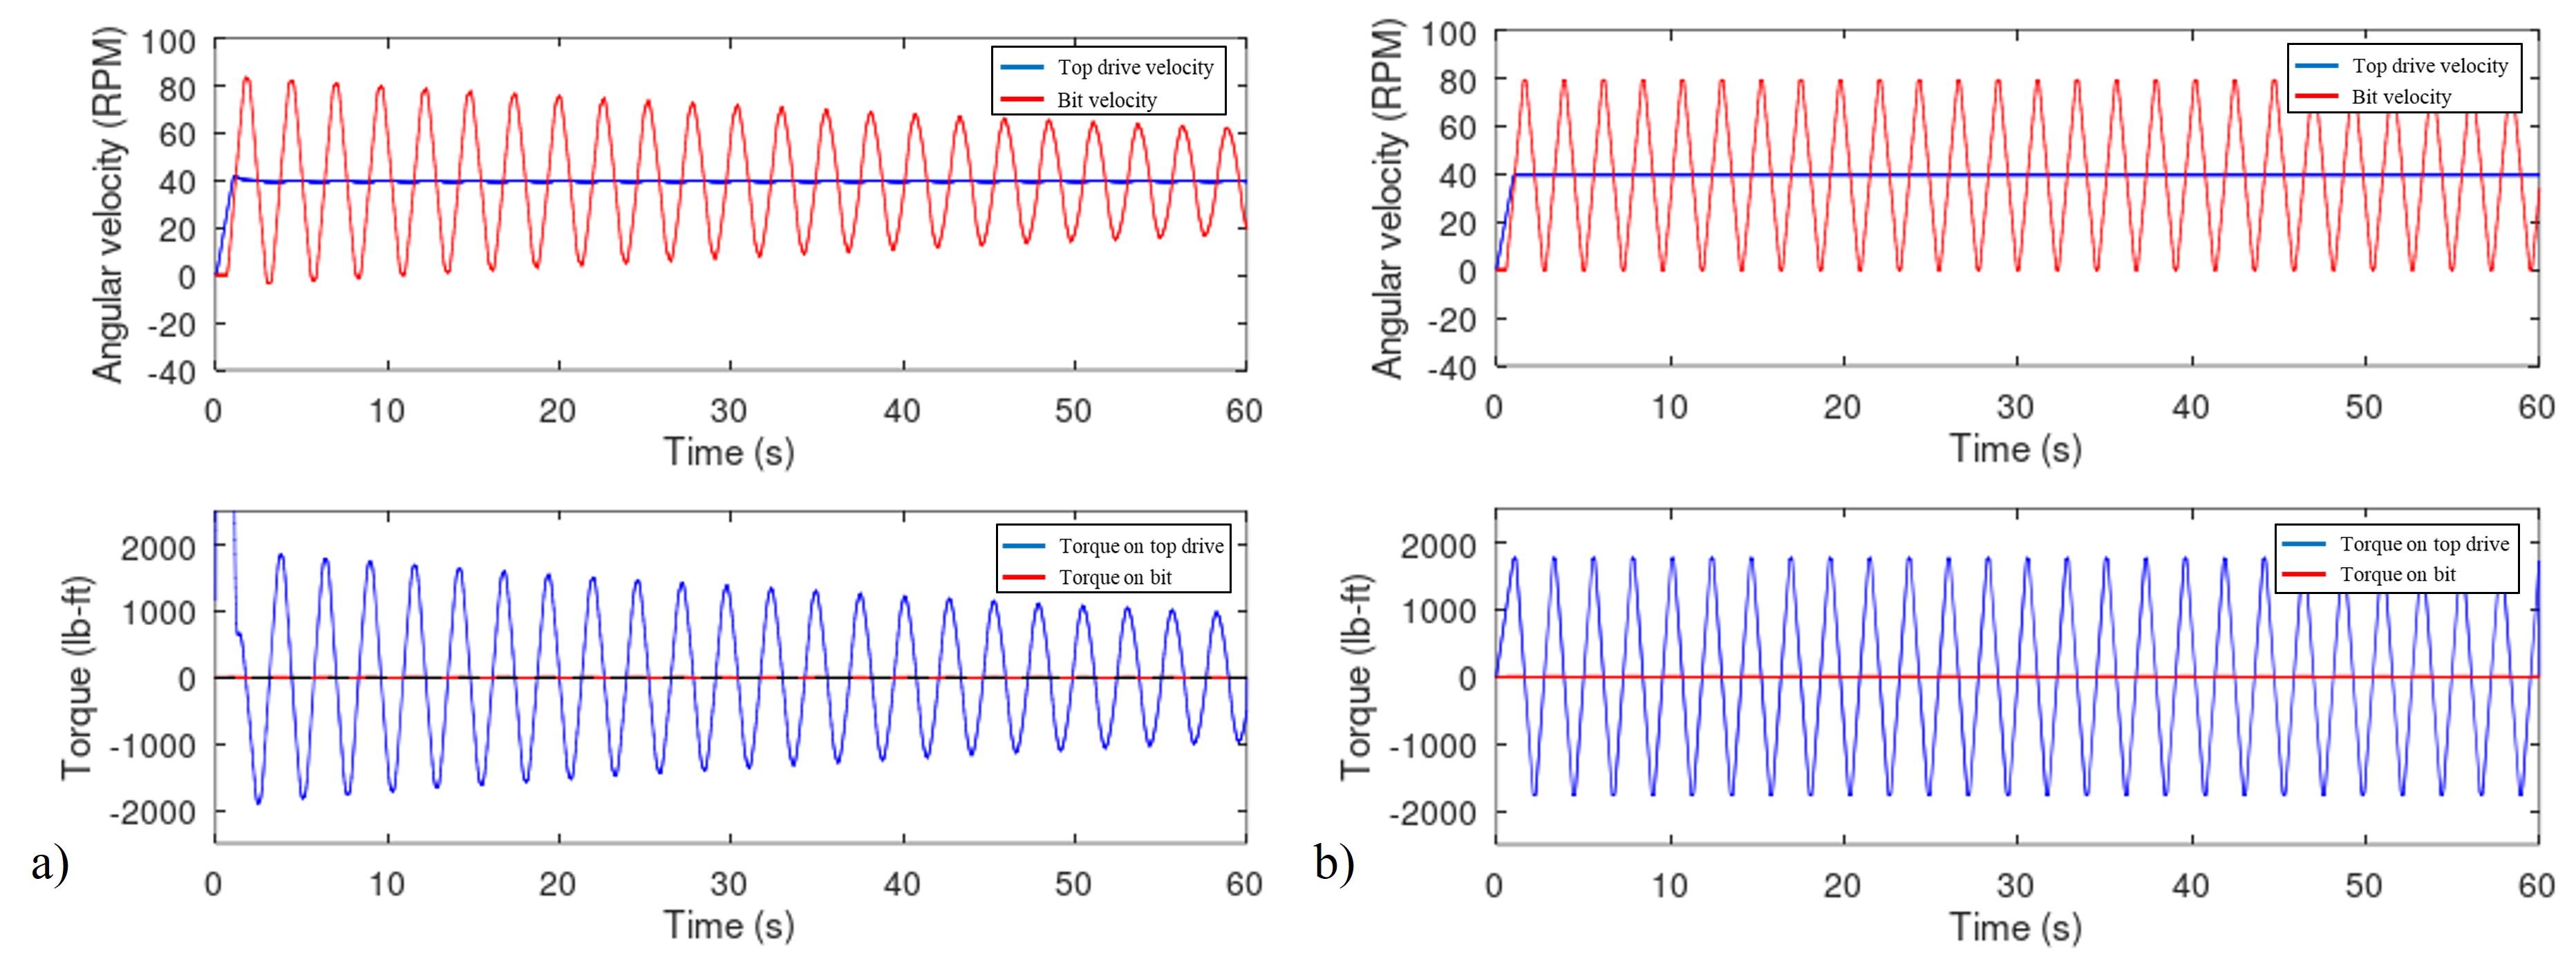 100
80
60
40
20
0
-20
-40
Angular velocity (RPM)
Top drive velocity
Bit velocity
0 10 20 30 40 50 60
Time (s)
2000
1000
0
-1000
-2000
Torque (lb-ft)
Torque on top drive
Torque on bit
0 10 20 30 40 50 60
Time (s)
a)
100
80
60
40
20
0
-20
-40
Angular velocity (RPM)
Top drive velocity
Bit velocity
0 10 20 30 40 50 60
Time (s)
2000
1000
0
-1000
-2000
Torque (lb-ft)
Torque on top drive
Torque on bit
0 10 20 30 40 50 60
Time (s)
b)